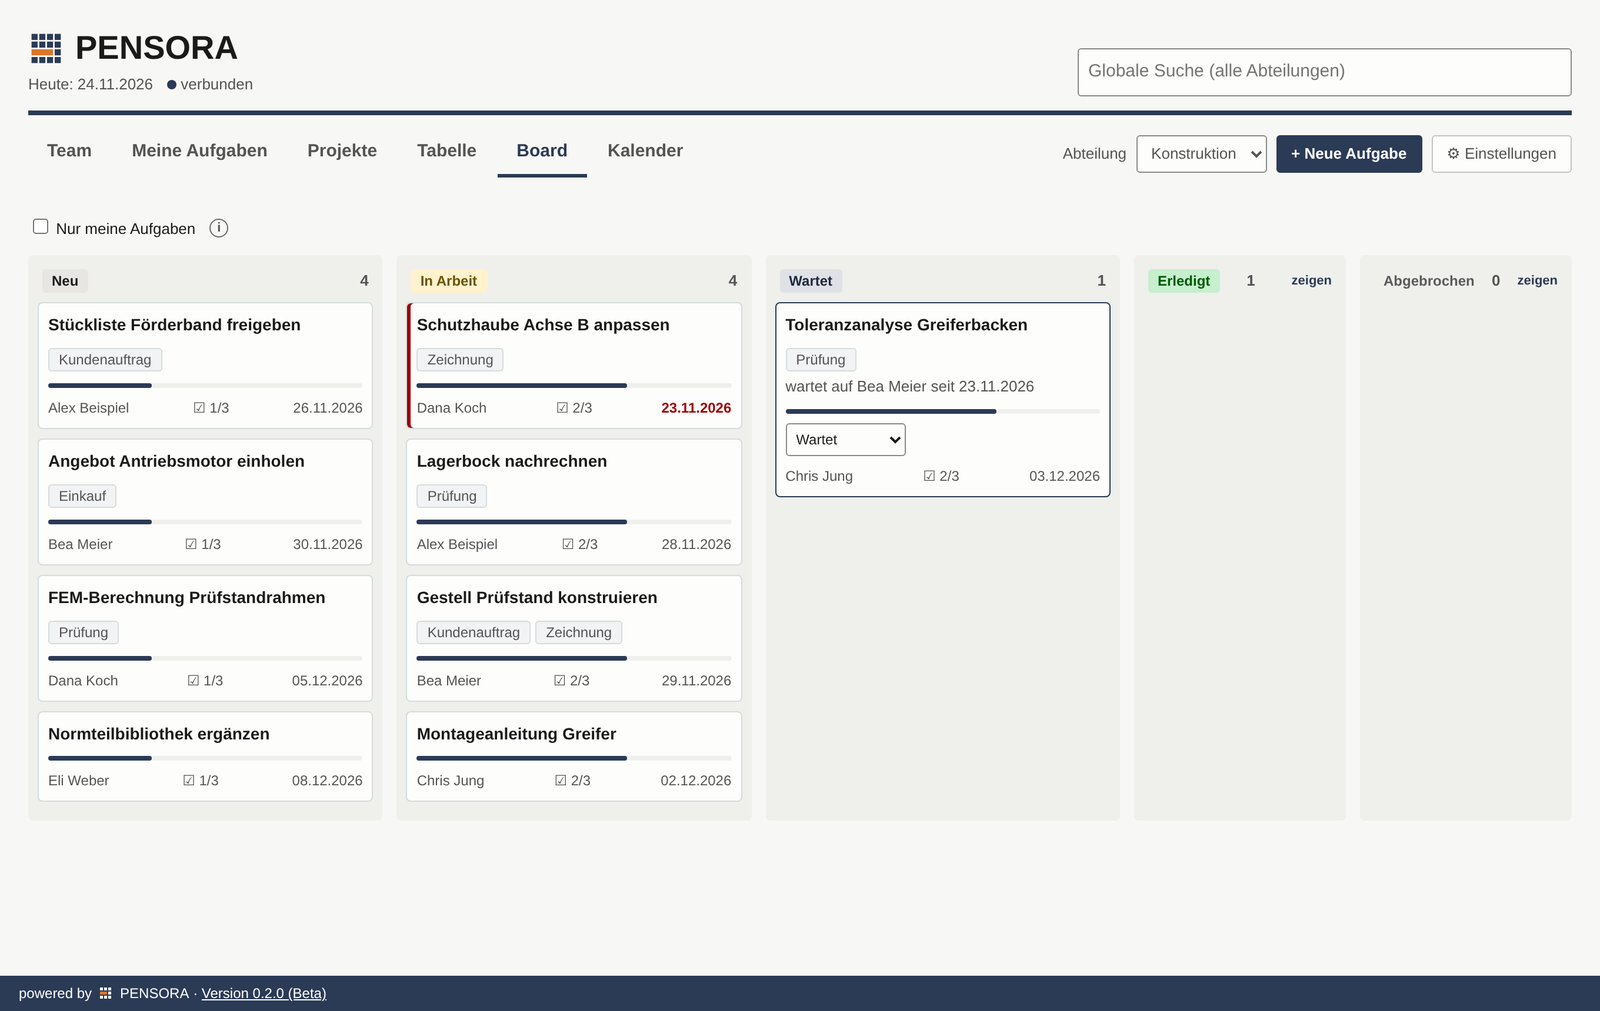 PENSORA
Heute: 24.11.2026 verbunden
Globale Suche (alle Abteilungen)
Team Meine Aufgaben Projekte Tabelle Board Kalender
Abteilung Konstruktion + Neue Aufgabe ⚙ Einstellungen
Nur meine Aufgaben i
Neu 4
Stückliste Förderband freigeben
Kundenauftrag
Alex Beispiel ☑ 1/3 26.11.2026
Angebot Antriebsmotor einholen
Einkauf
Bea Meier ☑ 1/3 30.11.2026
FEM-Berechnung Prüfstandrahmen
Prüfung
Dana Koch ☑ 1/3 05.12.2026
Normteilbibliothek ergänzen
Eli Weber ☑ 1/3 08.12.2026
In Arbeit 4
Schutzhaube Achse B anpassen
Zeichnung
Dana Koch ☑ 2/3 23.11.2026
Lagerbock nachrechnen
Prüfung
Alex Beispiel ☑ 2/3 28.11.2026
Gestell Prüfstand konstruieren
Kundenauftrag Zeichnung
Bea Meier ☑ 2/3 29.11.2026
Montageanleitung Greifer
Chris Jung ☑ 2/3 02.12.2026
Wartet 1
Toleranzanalyse Greiferbacken
Prüfung
wartet auf Bea Meier seit 23.11.2026
Wartet
Chris Jung ☑ 2/3 03.12.2026
Erledigt 1 zeigen
Abgebrochen 0 zeigen
powered by PENSORA · Version 0.2.0 (Beta)